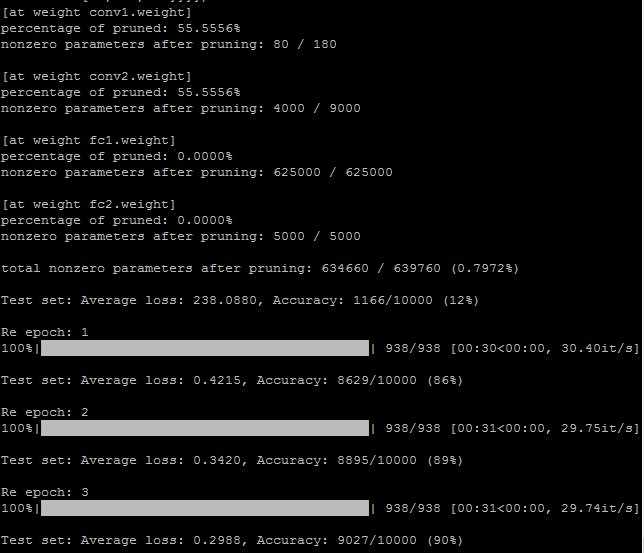 [at weight conv1.weight]
percentage of pruned: 55.5556%
nonzero parameters after pruning: 80 / 180
[at weight conv2.weight]
percentage of pruned: 55.5556%
nonzero parameters after pruning: 4000 / 9000
[at weight fc1.weight]
percentage of pruned: 0.0000%
nonzero parameters after pruning: 625000 / 625000
[at weight fc2.weight]
percentage of pruned: 0.0000%
nonzero parameters after pruning: 5000 / 5000
total nonzero parameters after pruning: 634660 / 639760 (0.7972%)
Test set: Average loss: 238.0880, Accuracy: 1166/10000 (12%)
Re epoch: 1
100%| | 938/938 [00:30<00:00, 30.40it/s]
Test set: Average loss: 0.4215, Accuracy: 8629/10000 (86%)
Re epoch: 2
100%| | 938/938 [00:31<00:00, 29.75it/s]
Test set: Average loss: 0.3420, Accuracy: 8895/10000 (89%)
Re epoch: 3
100%| | 938/938 [00:31<00:00, 29.74it/s]
Test set: Average loss: 0.2988, Accuracy: 9027/10000 (90%)